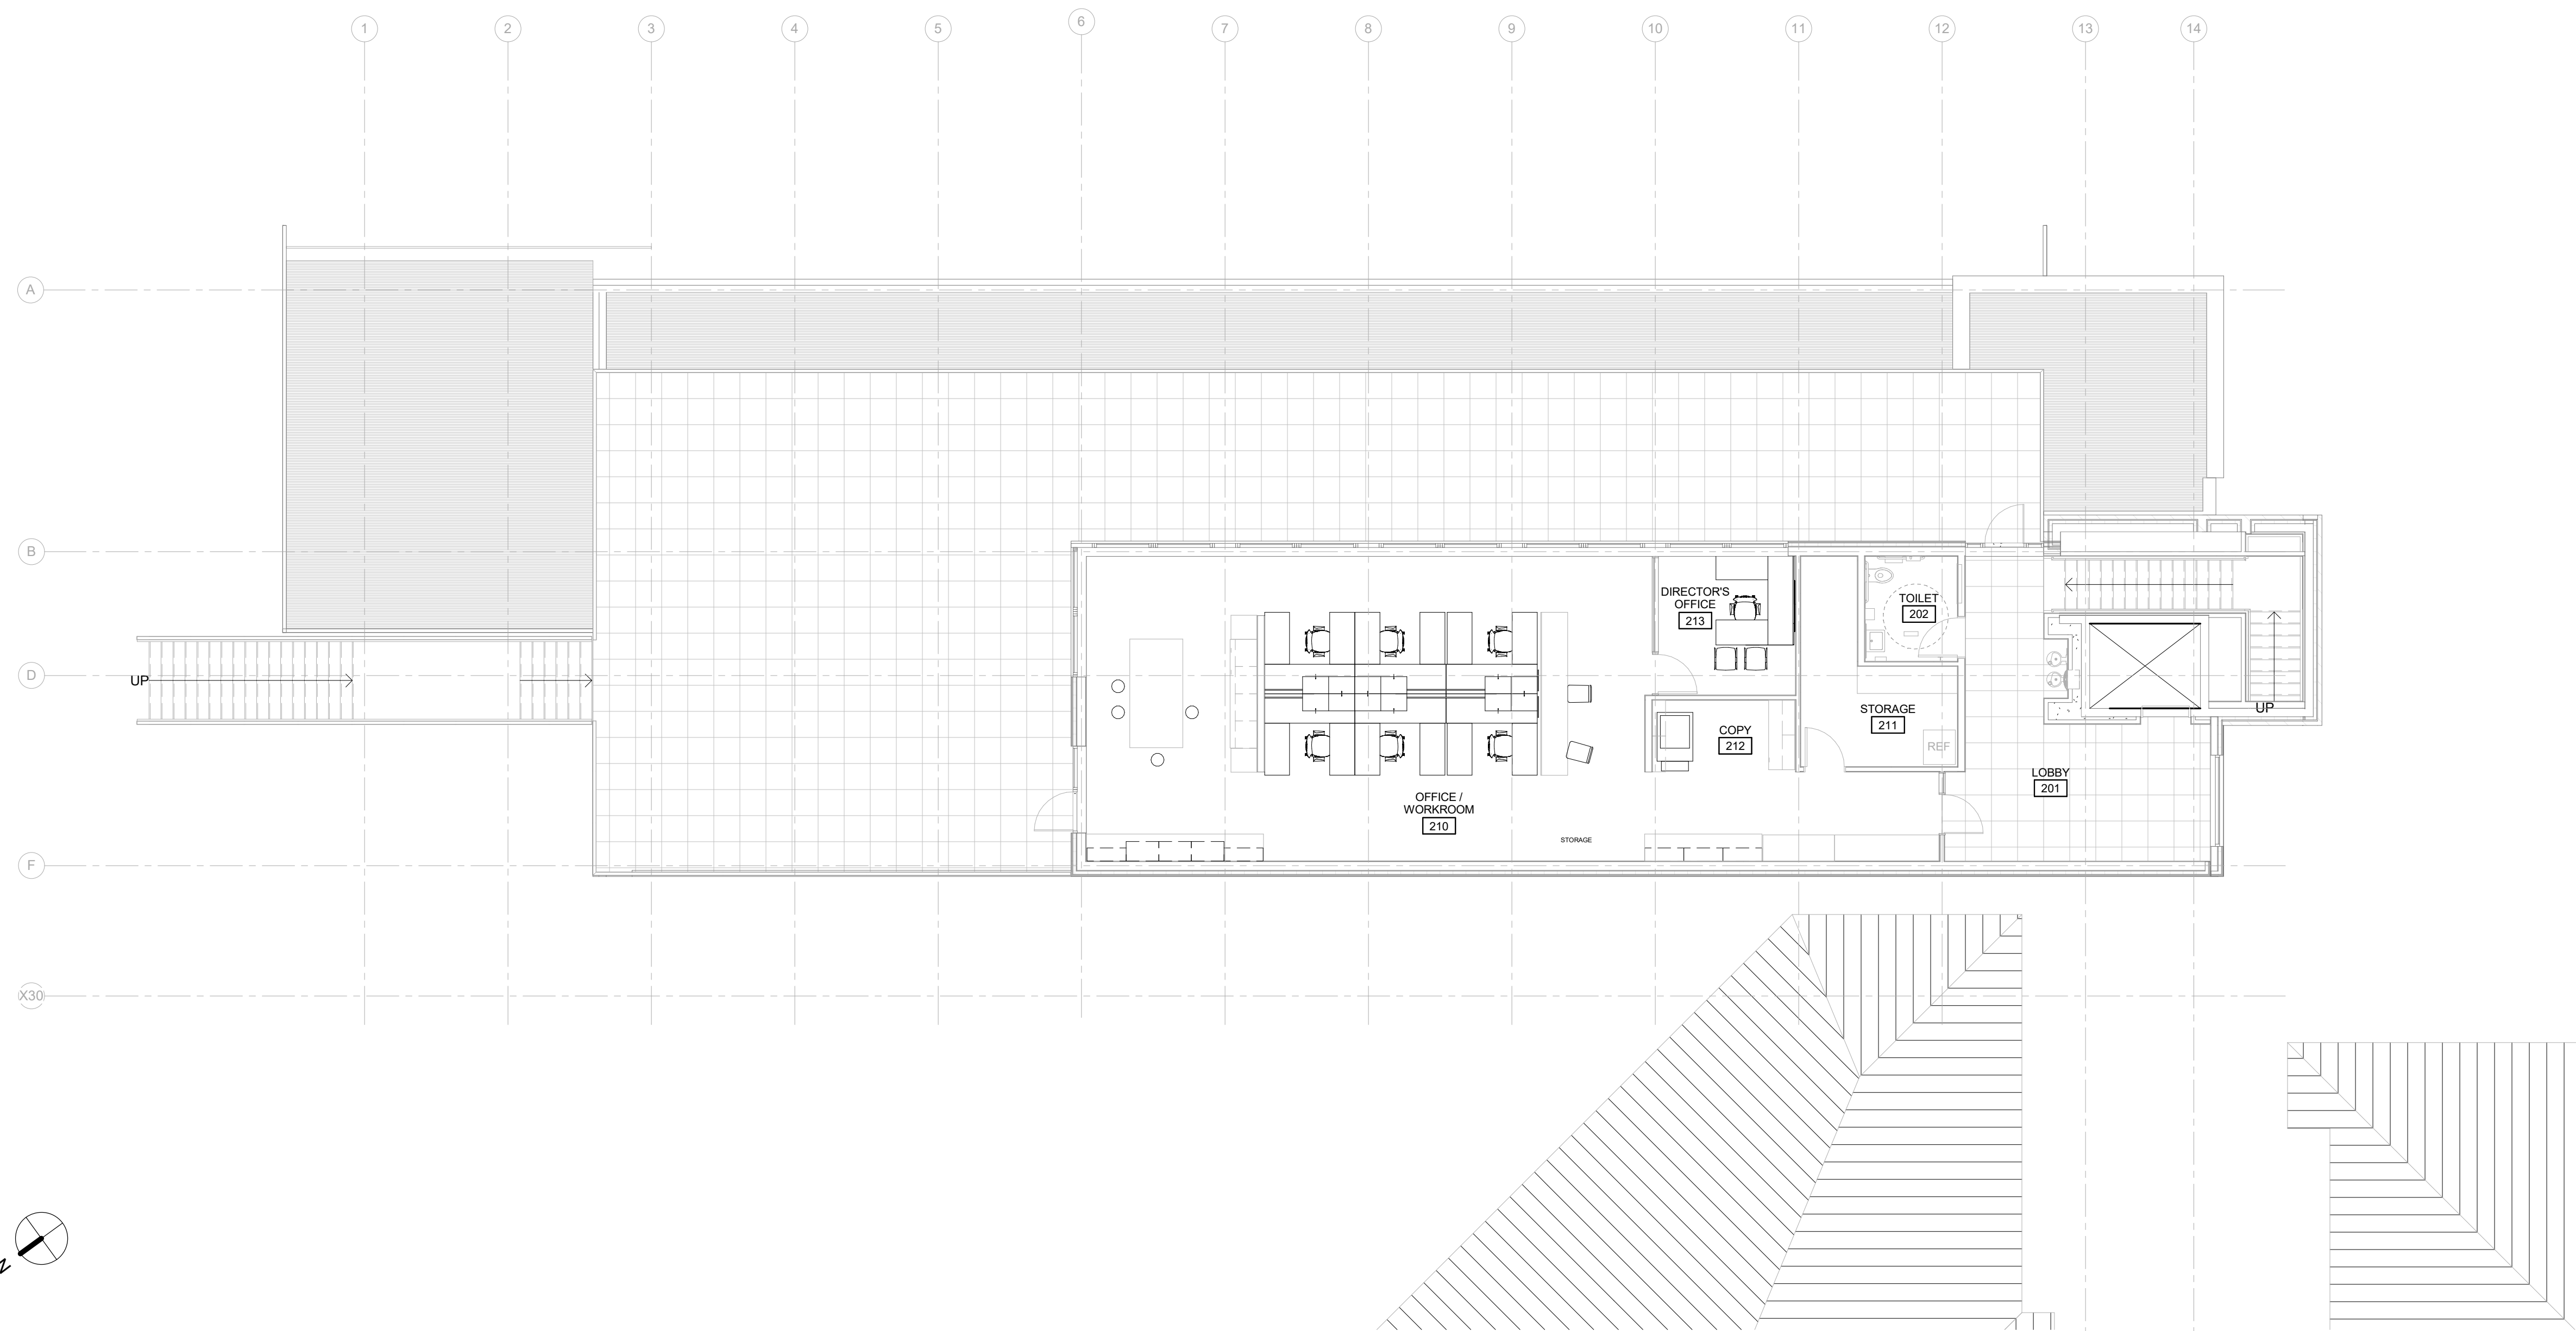 1
2
3
4
5
6
7
8
9
10
11
12
13
14
A
B
DIRECTOR'S
OFFICE
213
TOILET
202
D
UP
UP
STORAGE
211
COPY
212
REF
LOBBY
201
OFFICE /
WORKROOM
210
STORAGE
F
X30
N